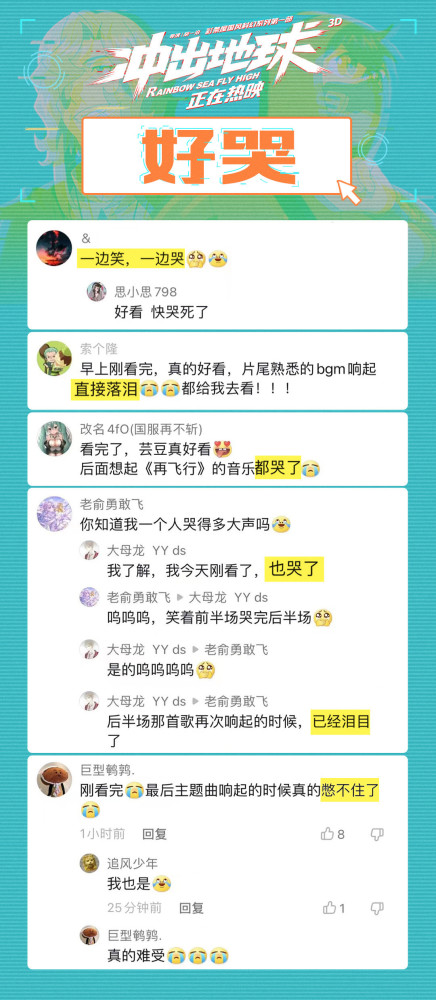 冲出地球
3D
RAINBOW SEA FLY HIGH
正在热映
好哭
&
一边笑，一边哭
思小思798
好看 快哭死了
索个隆
早上刚看完，真的好看，片尾熟悉的bgm响起
直接落泪都给我去看！！！
改名4fO(国服再不斩)
看完了，芸豆真好看
后面想起《再飞行》的音乐都哭了
老俞勇敢飞
你知道我一个人哭得多大声吗
大母龙 YY ds
我了解，我今天刚看了，也哭了
老俞勇敢飞 ▶ 大母龙 YY ds
呜呜呜，笑着前半场哭完后半场
大母龙 YY ds ▶ 老俞勇敢飞
是的呜呜呜呜
大母龙 YY ds ▶ 老俞勇敢飞
后半场那首歌再次响起的时候，已经泪目
了
巨型鹌鹑.
刚看完最后主题曲响起的时候真的憋不住了
1小时前 回复 8
追风少年
我也是
25分钟前 回复 1
巨型鹌鹑.
真的难受